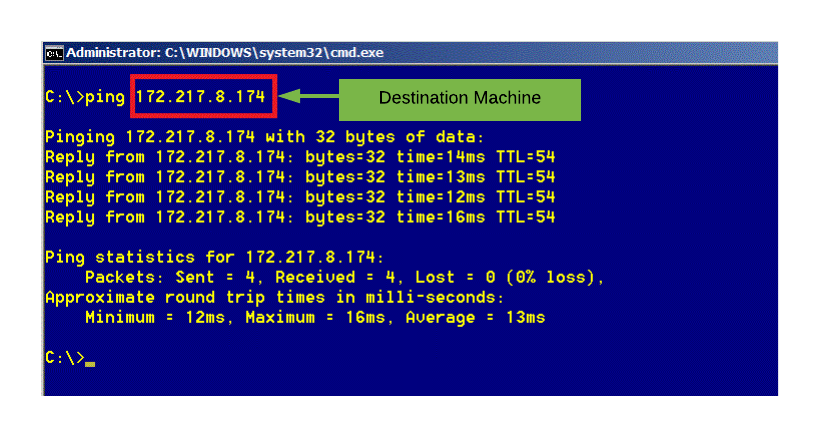 Administrator: C:\WINDOWS\system32\cmd.exe
C:\>ping 172.217.8.174
Destination Machine
Pinging 172.217.8.174 with 32 bytes of data:
Reply from 172.217.8.174: bytes=32 time=14ms TTL=54
Reply from 172.217.8.174: bytes=32 time=13ms TTL=54
Reply from 172.217.8.174: bytes=32 time=12ms TTL=54
Reply from 172.217.8.174: bytes=32 time=16ms TTL=54
Ping statistics for 172.217.8.174:
Packets: Sent = 4, Received = 4, Lost = 0 (0% loss),
Approximate round trip times in milli-seconds:
Minimum = 12ms, Maximum = 16ms, Average = 13ms
C:\>_